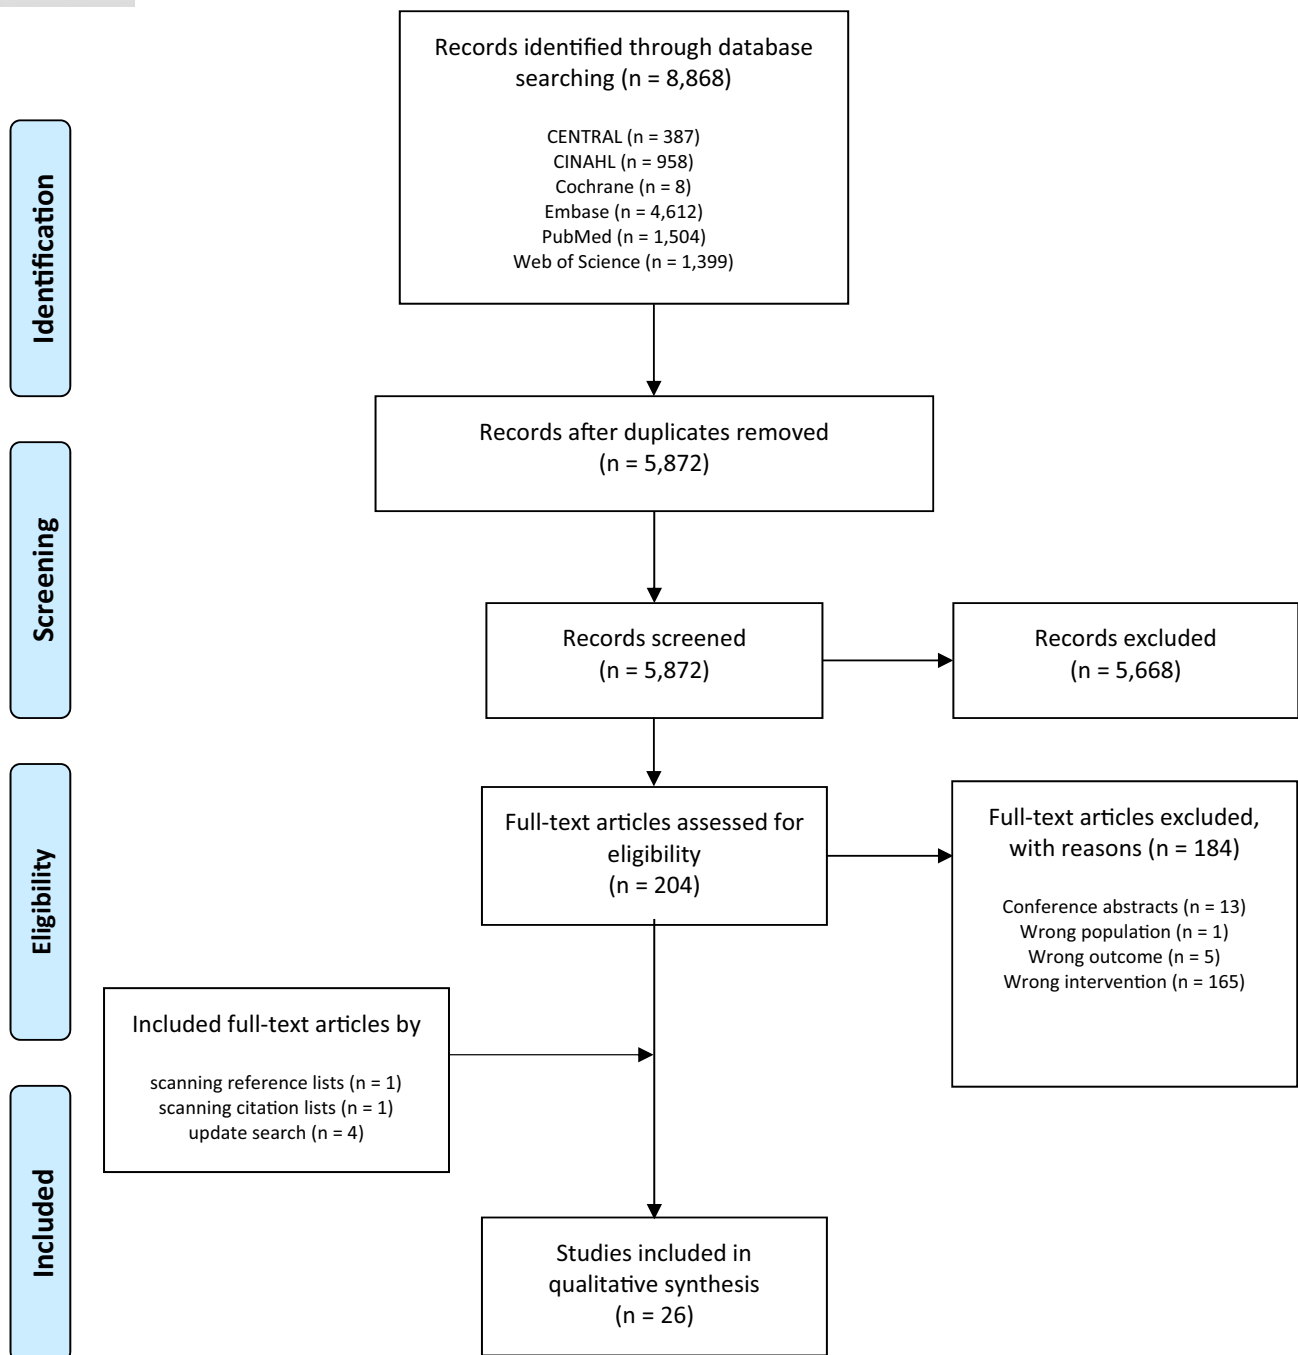 Records identified through database
searching (n = 8,868)
CENTRAL (n = 387)
CINAHL (n = 958)
Cochrane (n = 8)
Embase (n = 4,612)
PubMed (n = 1,504)
Web of Science (n = 1,399)
Identification
Records after duplicates removed
(n = 5,872)
Screening
Records screened
(n = 5,872)
Records excluded
(n = 5,668)
Full-text articles assessed for
eligibility
(n = 204)
Full-text articles excluded,
with reasons (n = 184)
Conference abstracts (n = 13)
Wrong population (n = 1)
Wrong outcome (n = 5)
Wrong intervention (n = 165)
Eligibility
Included full-text articles by
scanning reference lists (n = 1)
scanning citation lists (n = 1)
update search (n = 4)
Included
Studies included in
qualitative synthesis
(n = 26)